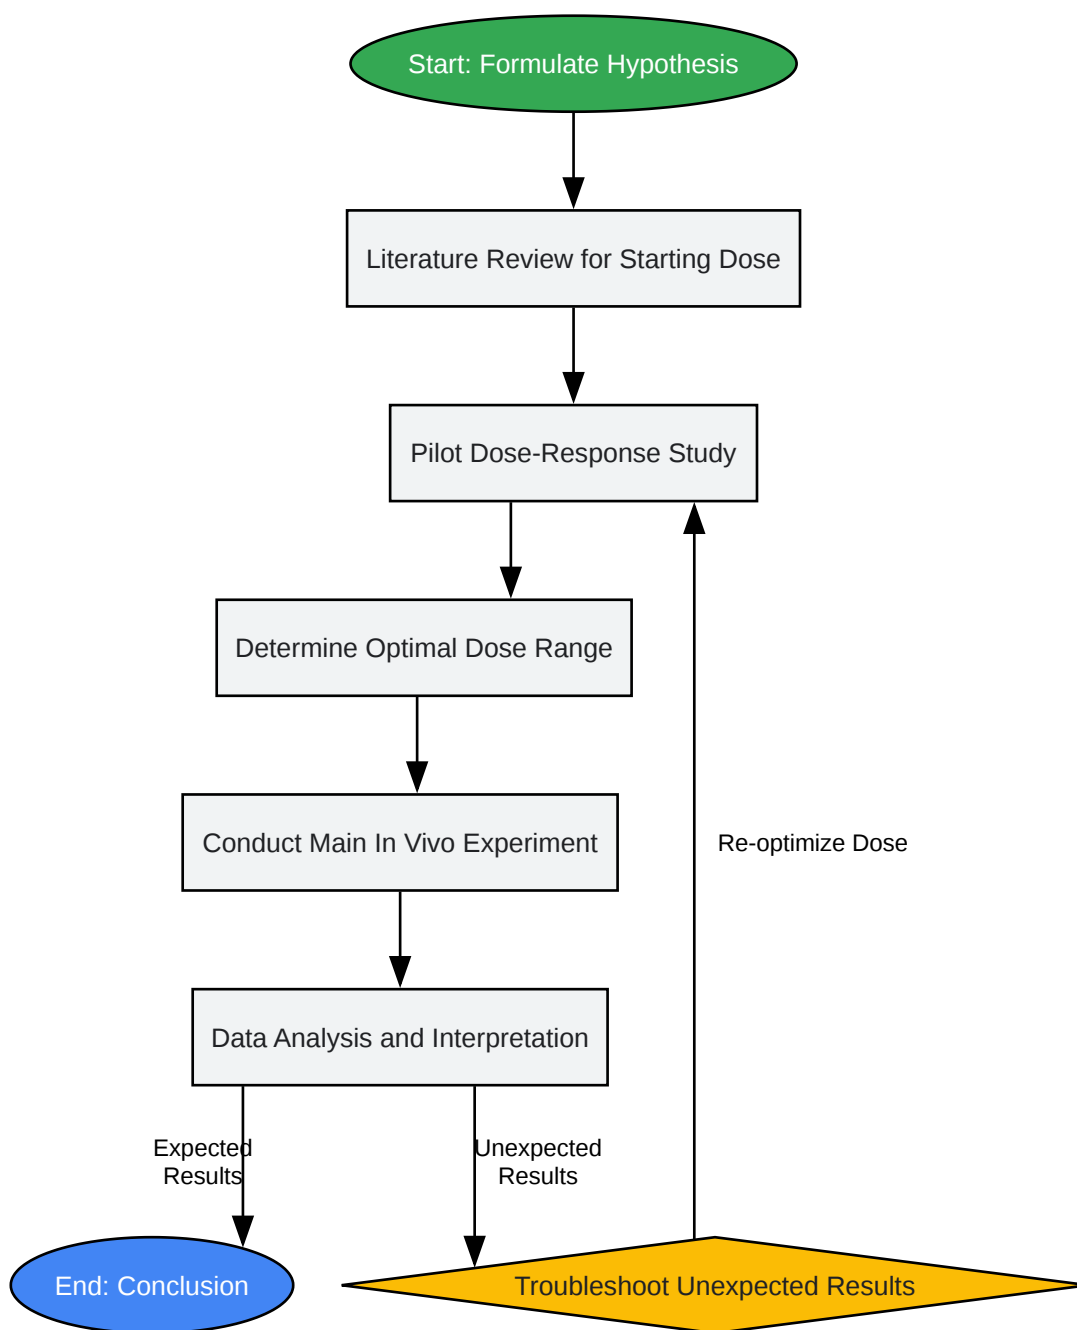 Start: Formulate Hypothesis
Literature Review for Starting Dose
Pilot Dose-Response Study
Determine Optimal Dose Range
Conduct Main In Vivo Experiment
Re-optimize Dose
Data Analysis and Interpretation
Expected
Results
Unexpected
Results
End: Conclusion
Troubleshoot Unexpected Results